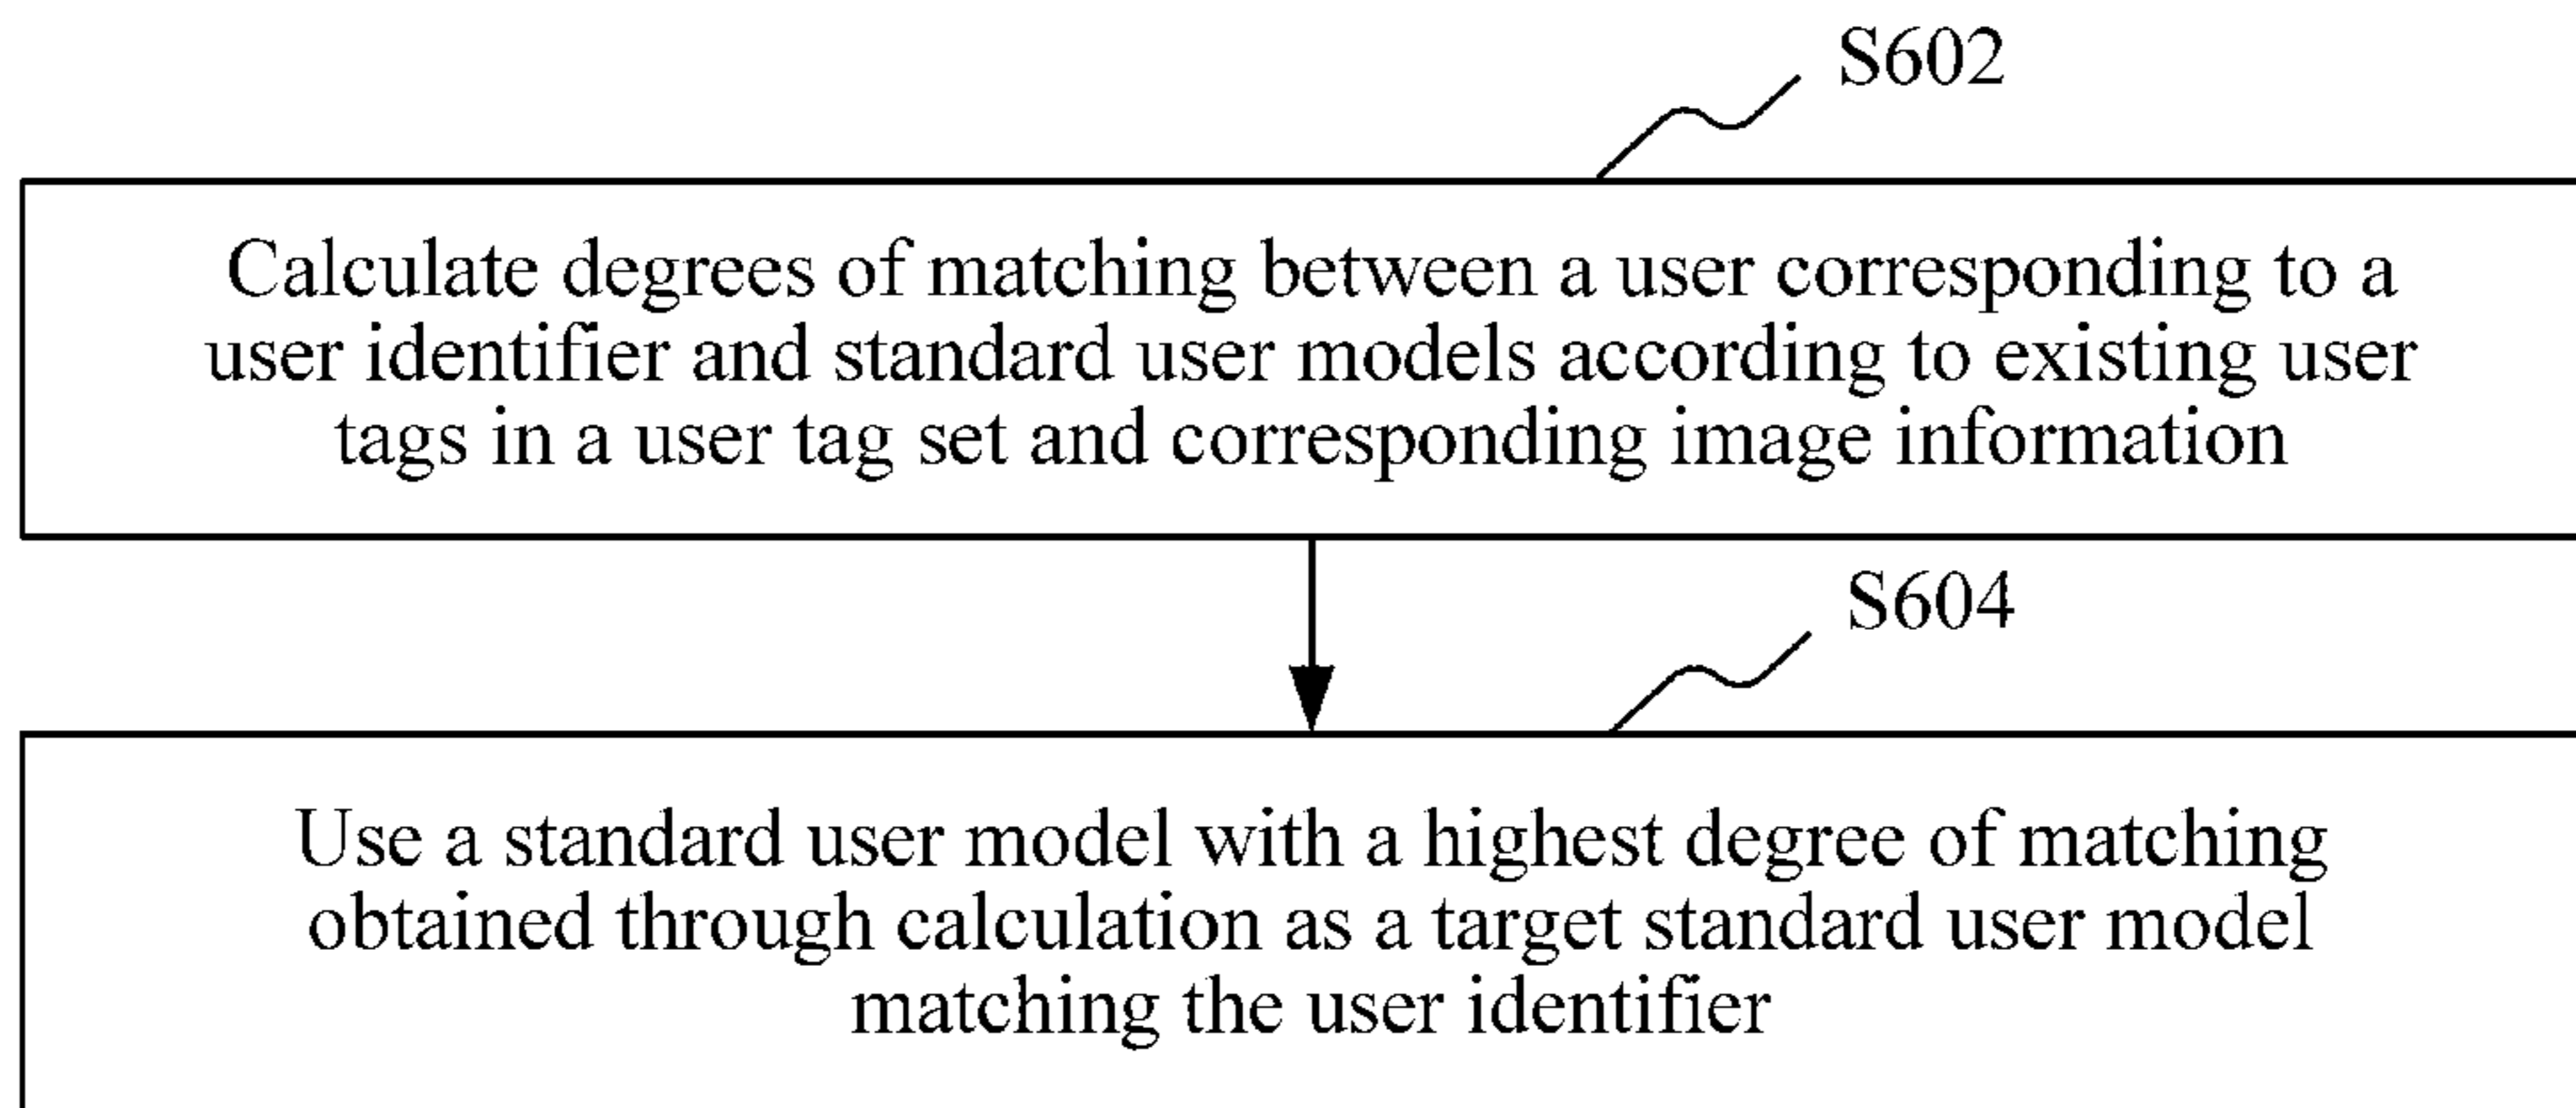 S602
Calculate degrees of matching between a user corresponding to a
user identifier and standard user models according to existing user
tags in a user tag set and corresponding image information
S604
Use a standard user model with a highest degree of matching
obtained through calculation as a target standard user model
matching the user identifier